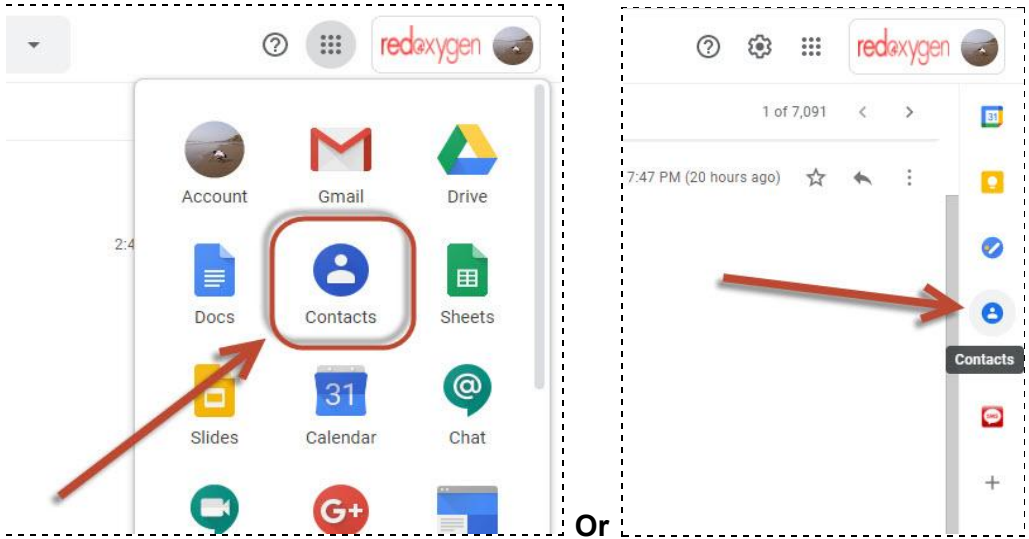 redoxygen
Account Gmail Drive
2:4
Docs Contacts Sheets
31
Slides Calendar Chat
G+
Or
redoxygen
1 of 7,091
31
7:47 PM (20 hours ago)
Contacts
SMS